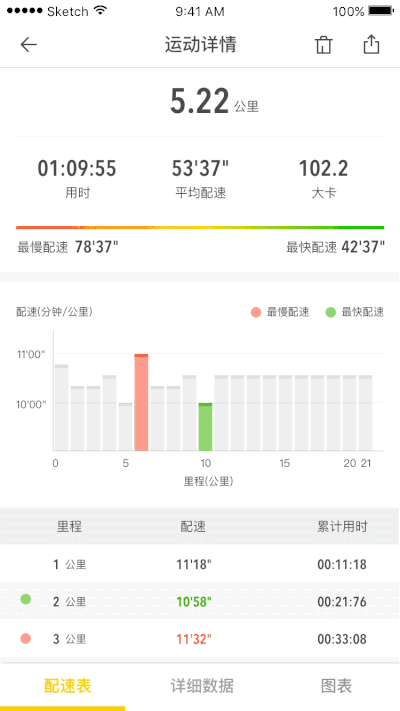 Sketch 9:41 AM 100%
运动详情
5.22 公里
01:09:55 53'37" 102.2
用时 平均配速 大卡
最慢配速 78'37" 最快配速 42'37"
配速(分钟/公里) 最慢配速 最快配速
11'00"
10'00"
0 5 10 15 20 21
里程(公里)
里程 配速 累计用时
1 公里 11'18" 00:11:18
2 公里 10'58" 00:21:76
3 公里 11'32" 00:33:08
配速表 详细数据 图表